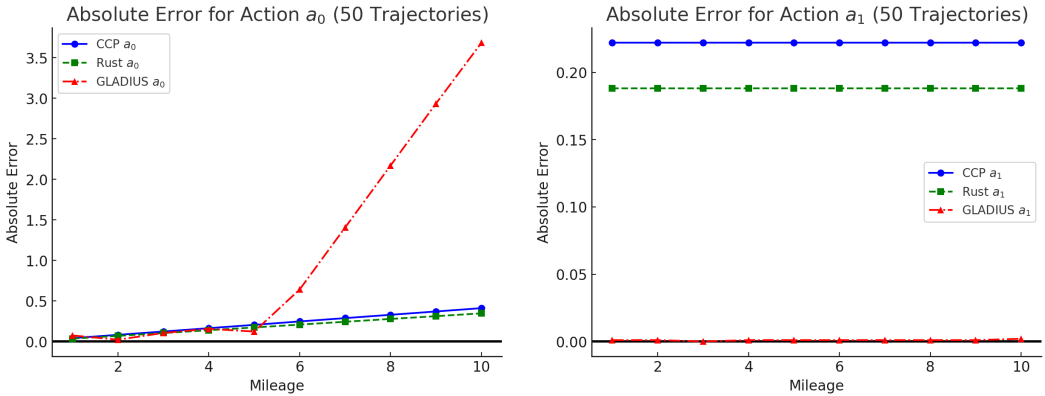 Absolute Error for Action a₀ (50 Trajectories)
CCP a₀
Rust a₀
GLADIUS a₀
3.5
3.0
2.5
2.0
1.5
1.0
0.5
0.0
Absolute Error
2 4 6 8 10
Mileage
Absolute Error for Action a₁ (50 Trajectories)
0.20
0.15
0.10
0.05
0.00
Absolute Error
CCP a₁
Rust a₁
GLADIUS a₁
2 4 6 8 10
Mileage